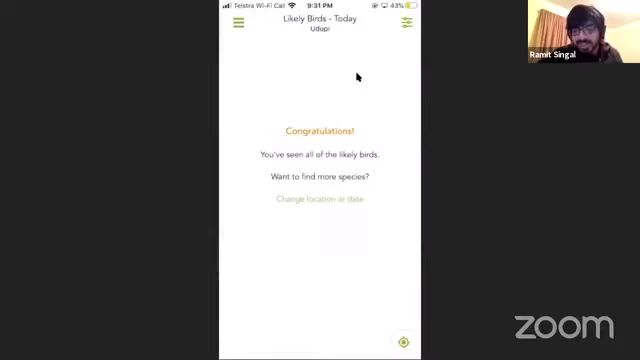 Telstra Wi-Fi Call
9:31 PM
43%
Likely Birds - Today
Udupi
Ramit Singal
Congratulations!
You've seen all of the likely birds.
Want to find more species?
Change location or date
zoom